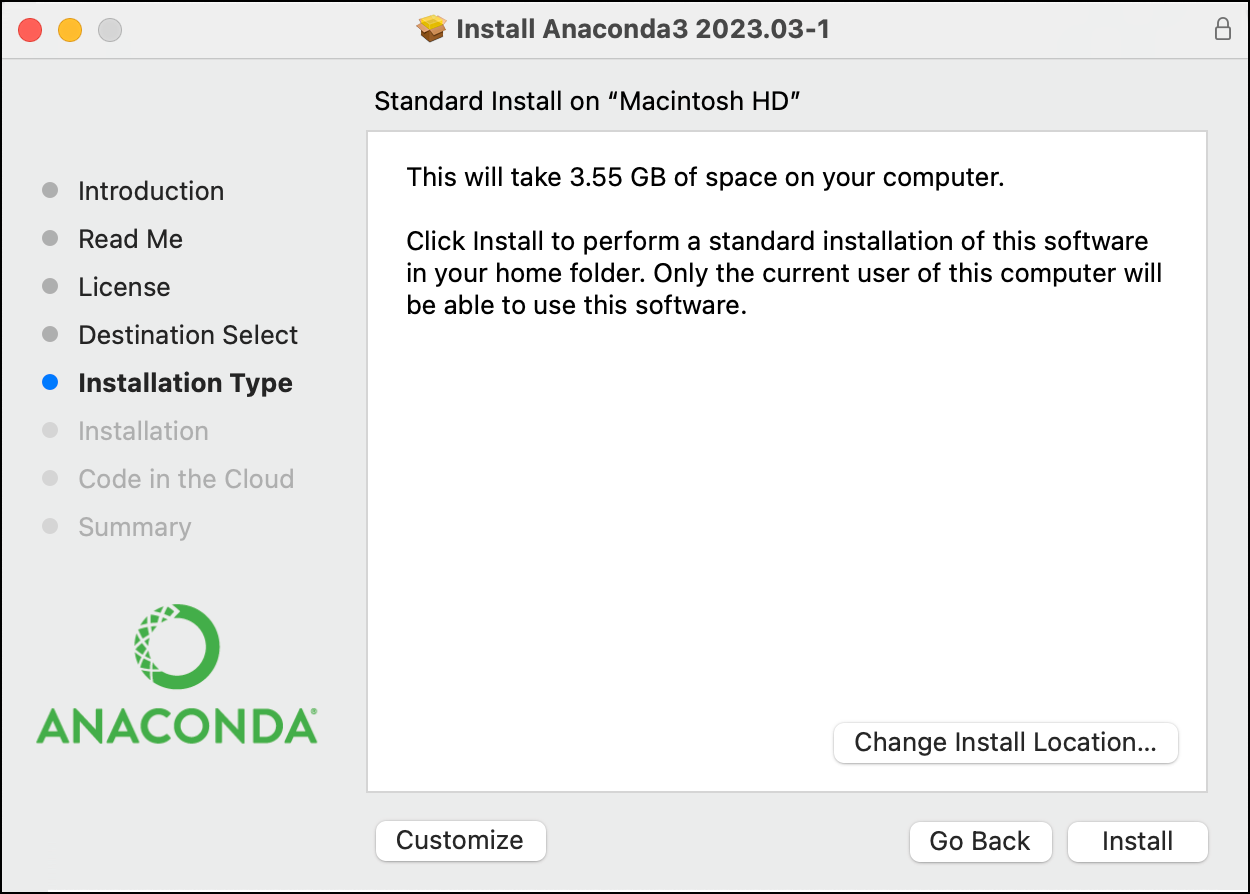 Install Anaconda3 2023.03-1
Standard Install on “Macintosh HD”
Introduction
Read Me
License
Destination Select
Installation Type
Installation
Code in the Cloud
Summary
ANACONDA®
This will take 3.55 GB of space on your computer.
Click Install to perform a standard installation of this software
in your home folder. Only the current user of this computer will
be able to use this software.
Change Install Location...
Customize
Go Back
Install